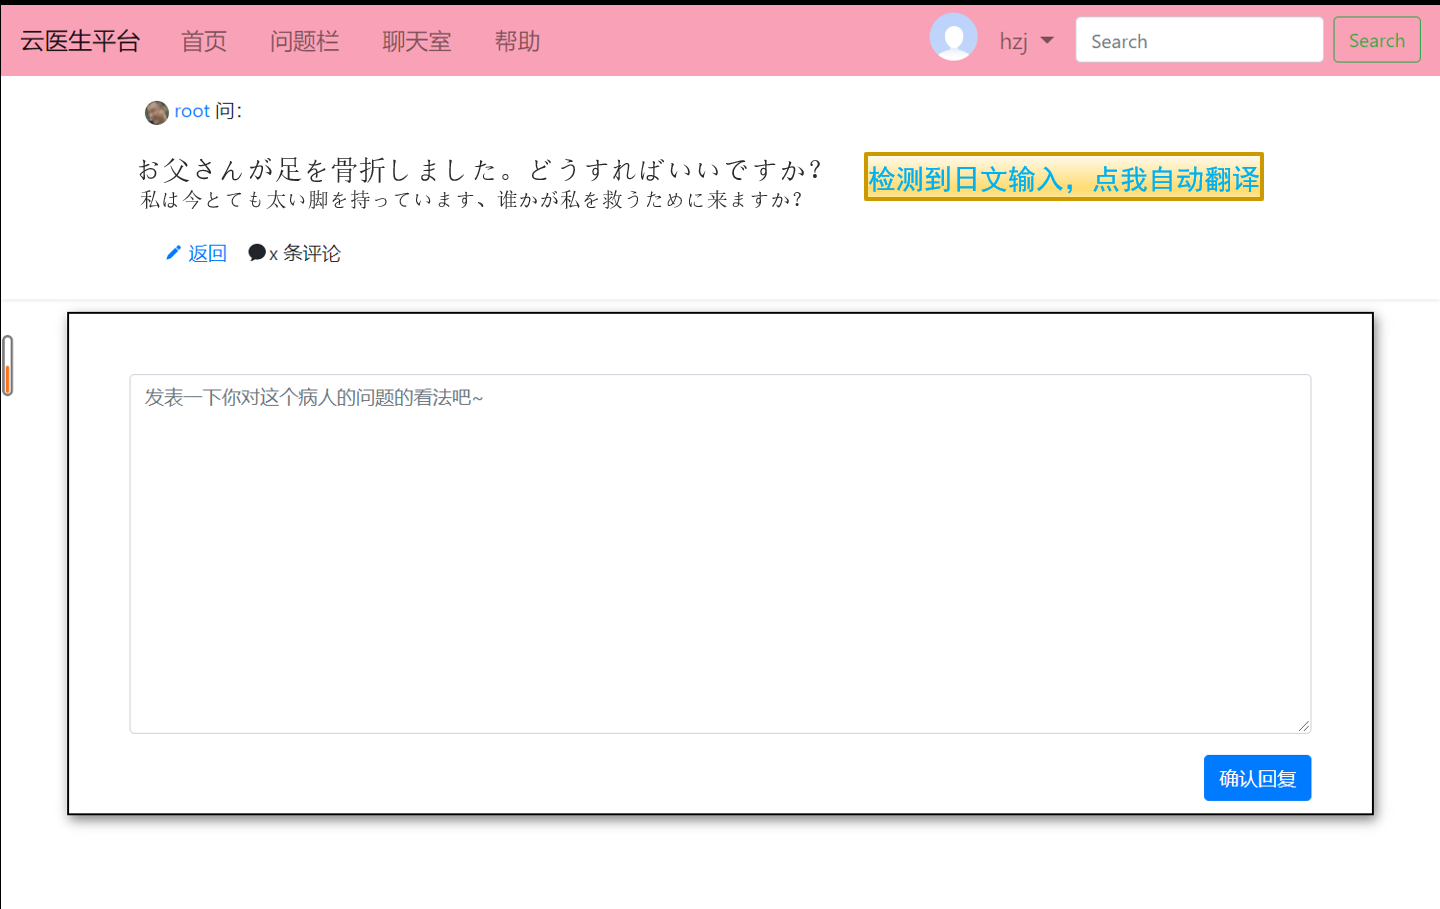 云医生平台 首页 问题栏 聊天室 帮助 hzj Search Search
root 问:
お父さんが足を骨折しました。どうすればいいですか?
検测到日文输入，点我自动翻译
私は今とても太い脚を持っています、谁かが私を救うために来ますか?
返回 x 条评论
发表一下你对这个病人的问题的看法吧~
确认回复